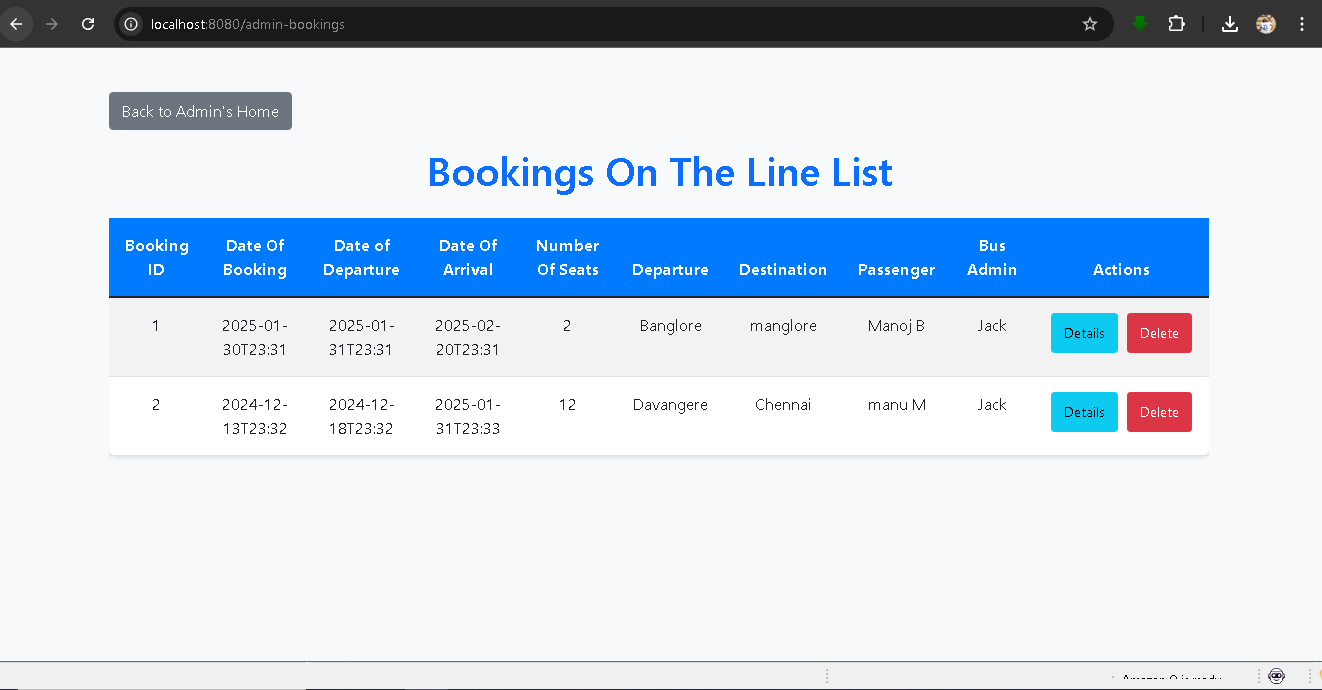 localhost:8080/admin-bookings
Back to Admin's Home
Bookings On The Line List
Booking ID Date Of Booking Date of Departure Date Of Arrival Number Of Seats Departure Destination Passenger Bus Admin Actions
1 2025-01-30T23:31 2025-01-31T23:31 2025-02-20T23:31 2 Banglore manglore Manoj B Jack Details Delete
2 2024-12-13T23:32 2024-12-18T23:32 2025-01-31T23:33 12 Davangere Chennai manu M Jack Details Delete